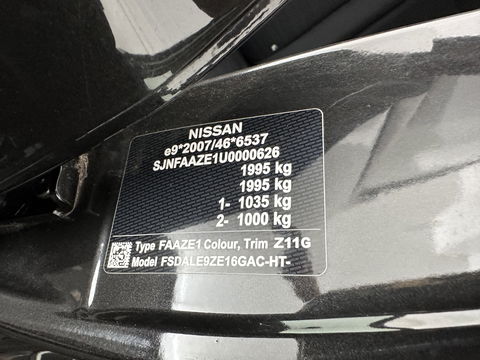 NISSAN
e9*2007/46*6537
SJNFAAZE1U0000626
1995 kg
1995 kg
1- 1035 kg
2- 1000 kg
Type FAAZE1 Colour, Trim Z11G
Model FSDALE9ZE16GAC-HT-